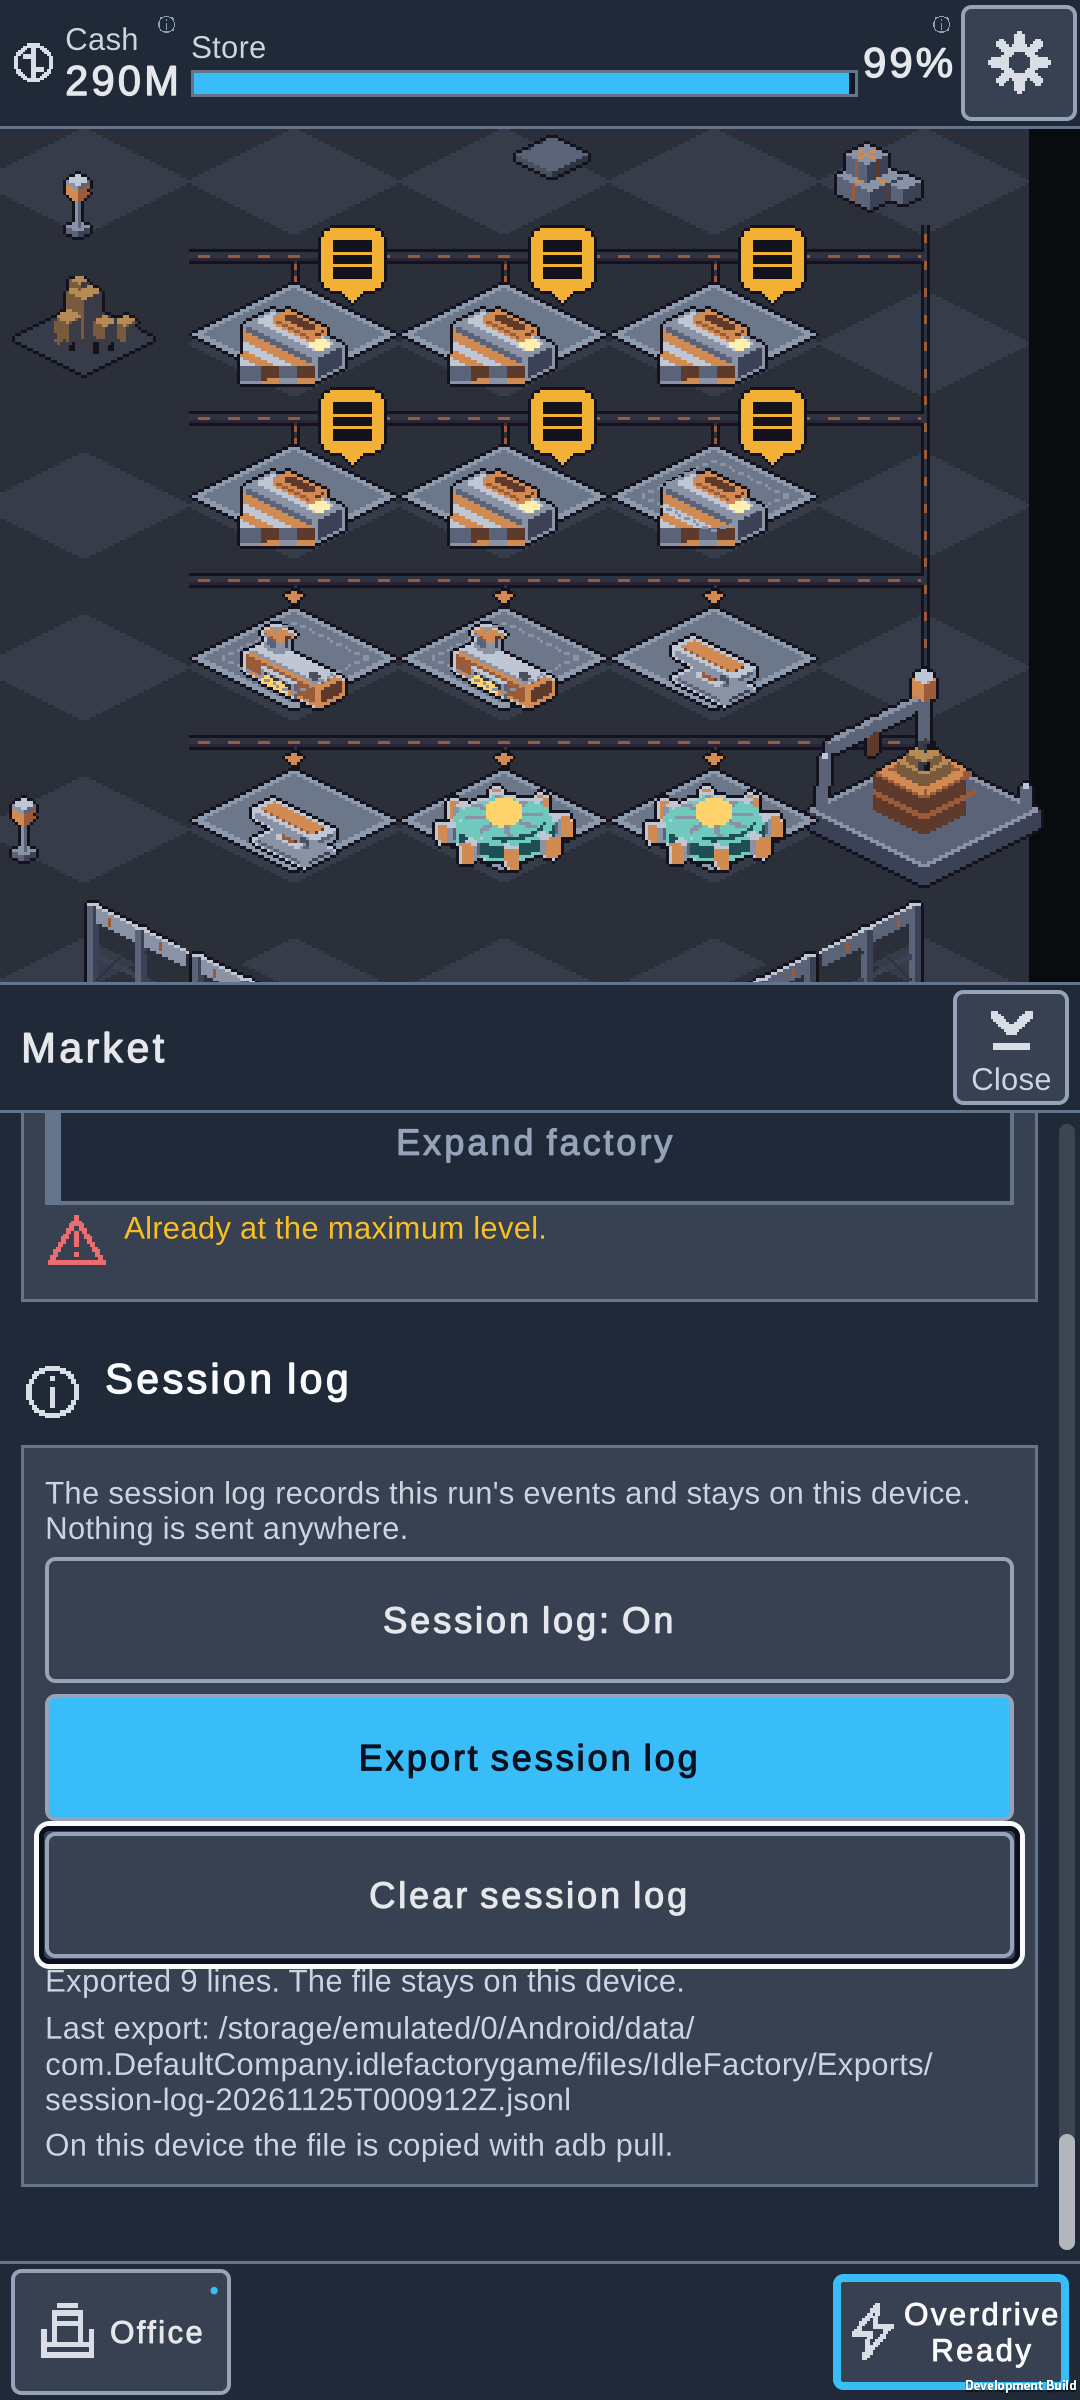 Cash
290M
Store
99%
Market
Close
Expand factory
Already at the maximum level.
Session log
The session log records this run's events and stays on this device.
Nothing is sent anywhere.
Session log: On
Export session log
Clear session log
Exported 9 lines. The file stays on this device.
Last export: /storage/emulated/0/Android/data/
com.DefaultCompany.idlefactorygame/files/IdleFactory/Exports/
session-log-20261125T000912Z.jsonl
On this device the file is copied with adb pull.
Office
Overdrive
Ready
Development Build